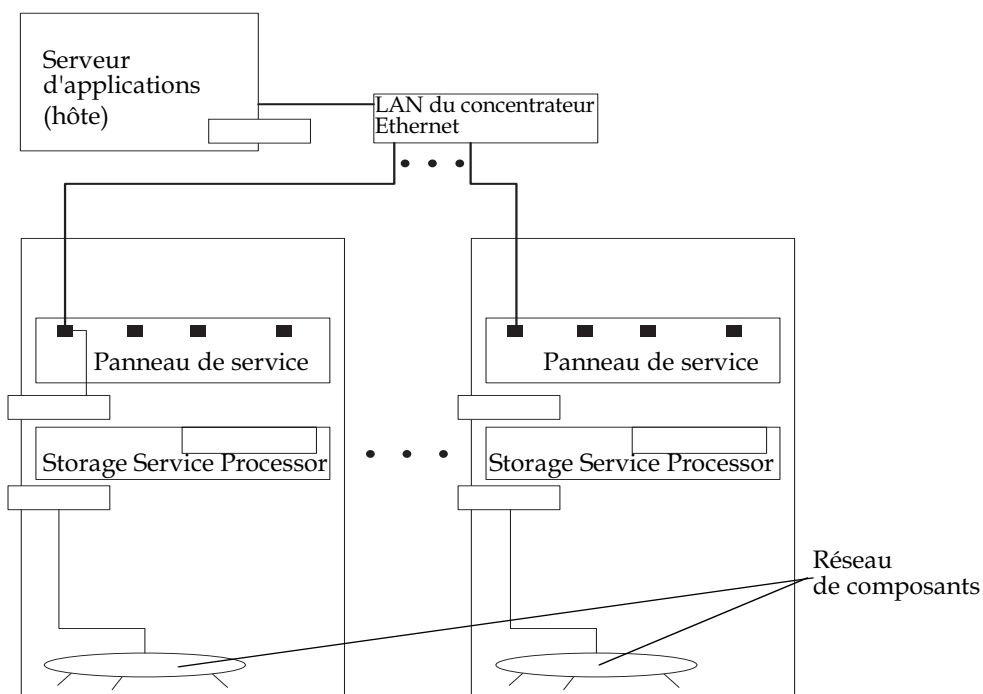 Serveur
d'applications
(hôte)
LAN du concentrateur
Ethernet
Panneau de service
Panneau de service
Storage Service Processor
Storage Service Processor
Réseau
de composants